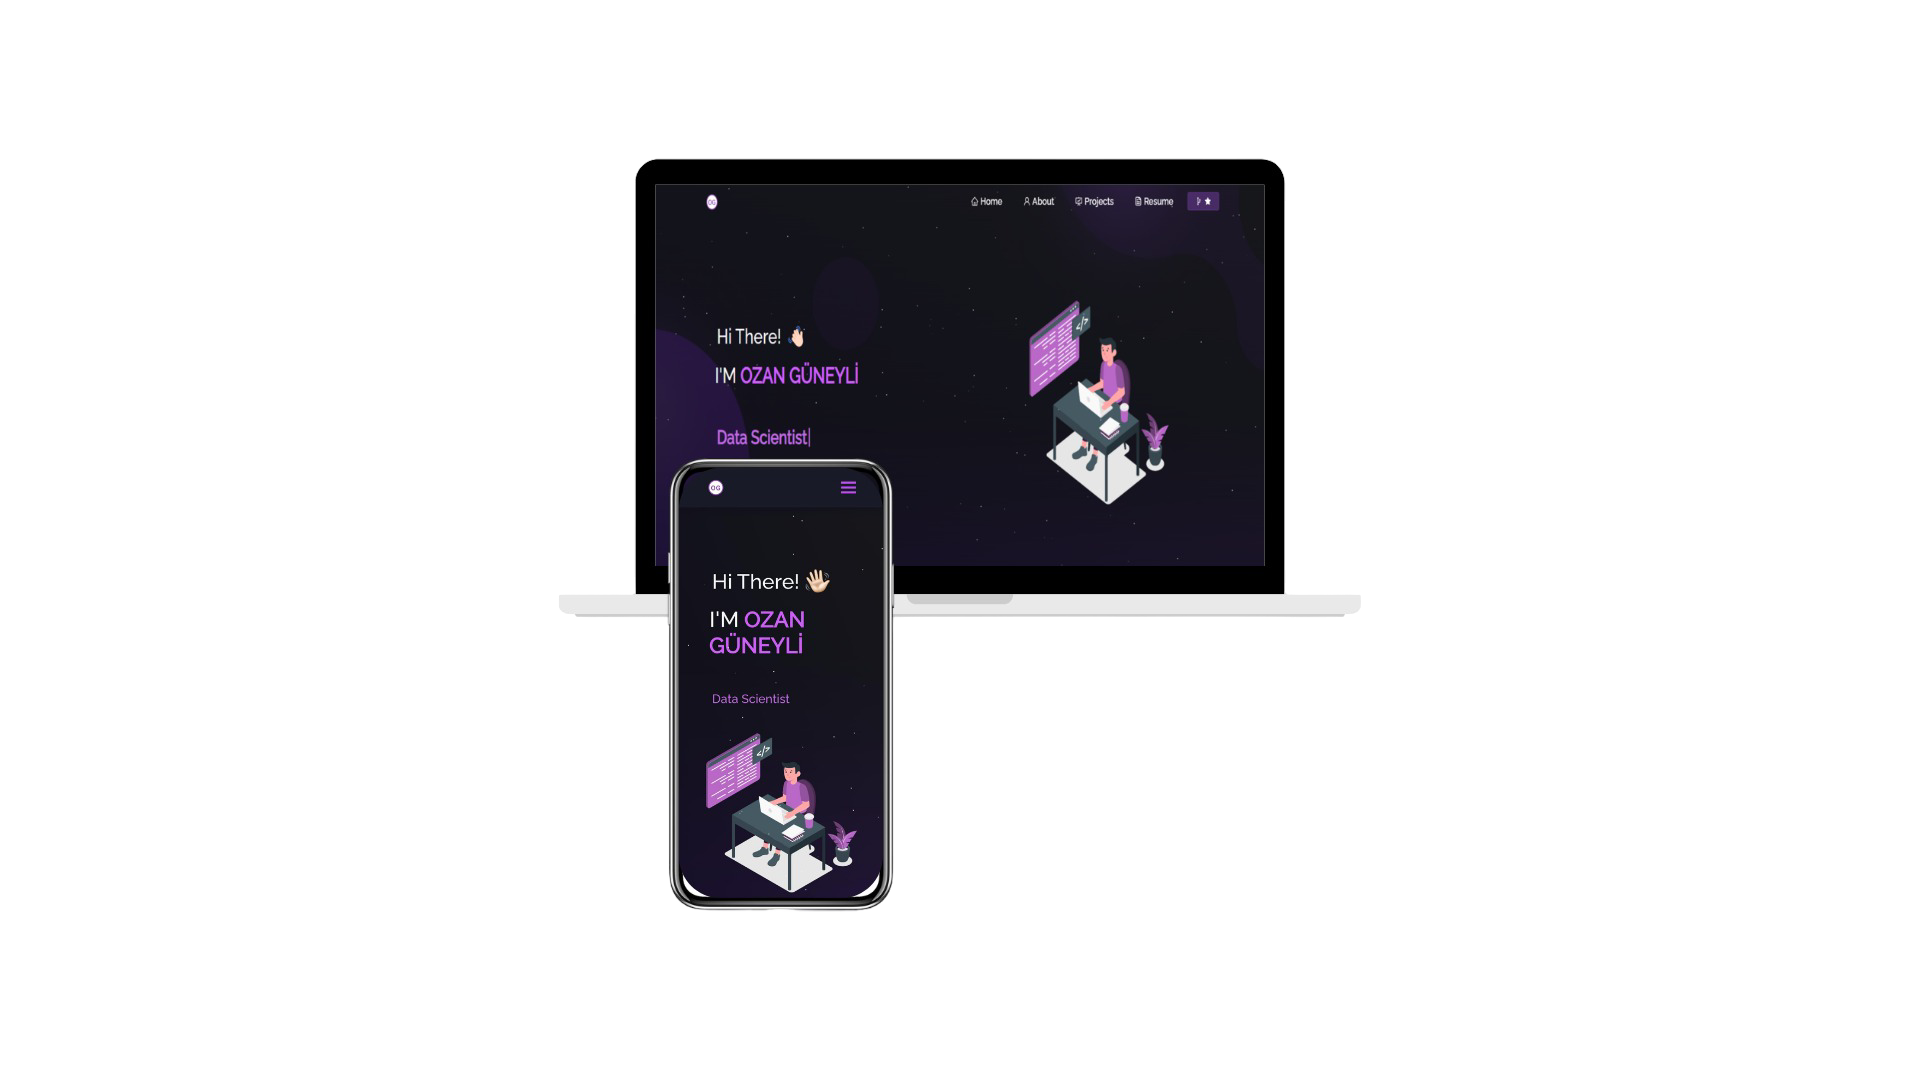 OG
Home
About
Projects
Resume
Hi There! 👋🏻
I'M OZAN GÜNEYLİ
Data Scientist|
</>
OG
Hi There! 👋🏻
I'M OZAN
GÜNEYLİ
Data Scientist
</>